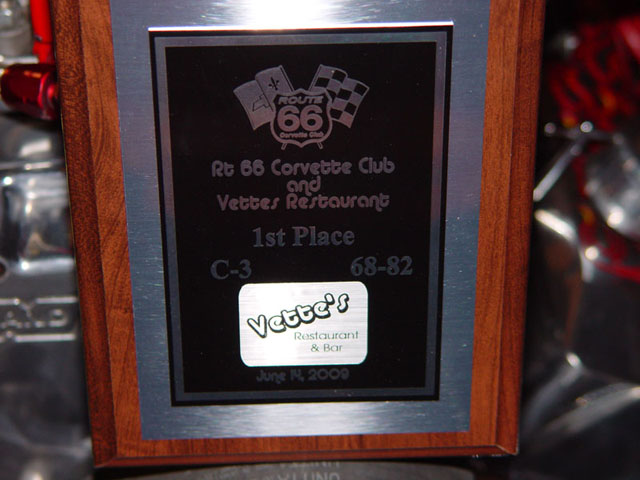 ROUTE
66
Corvette Club
Rt 66 Corvette Club
and
Vettes Restaurant
1st Place
C-3 68-82
Vette's
Restaurant
& Bar
June 14, 2009